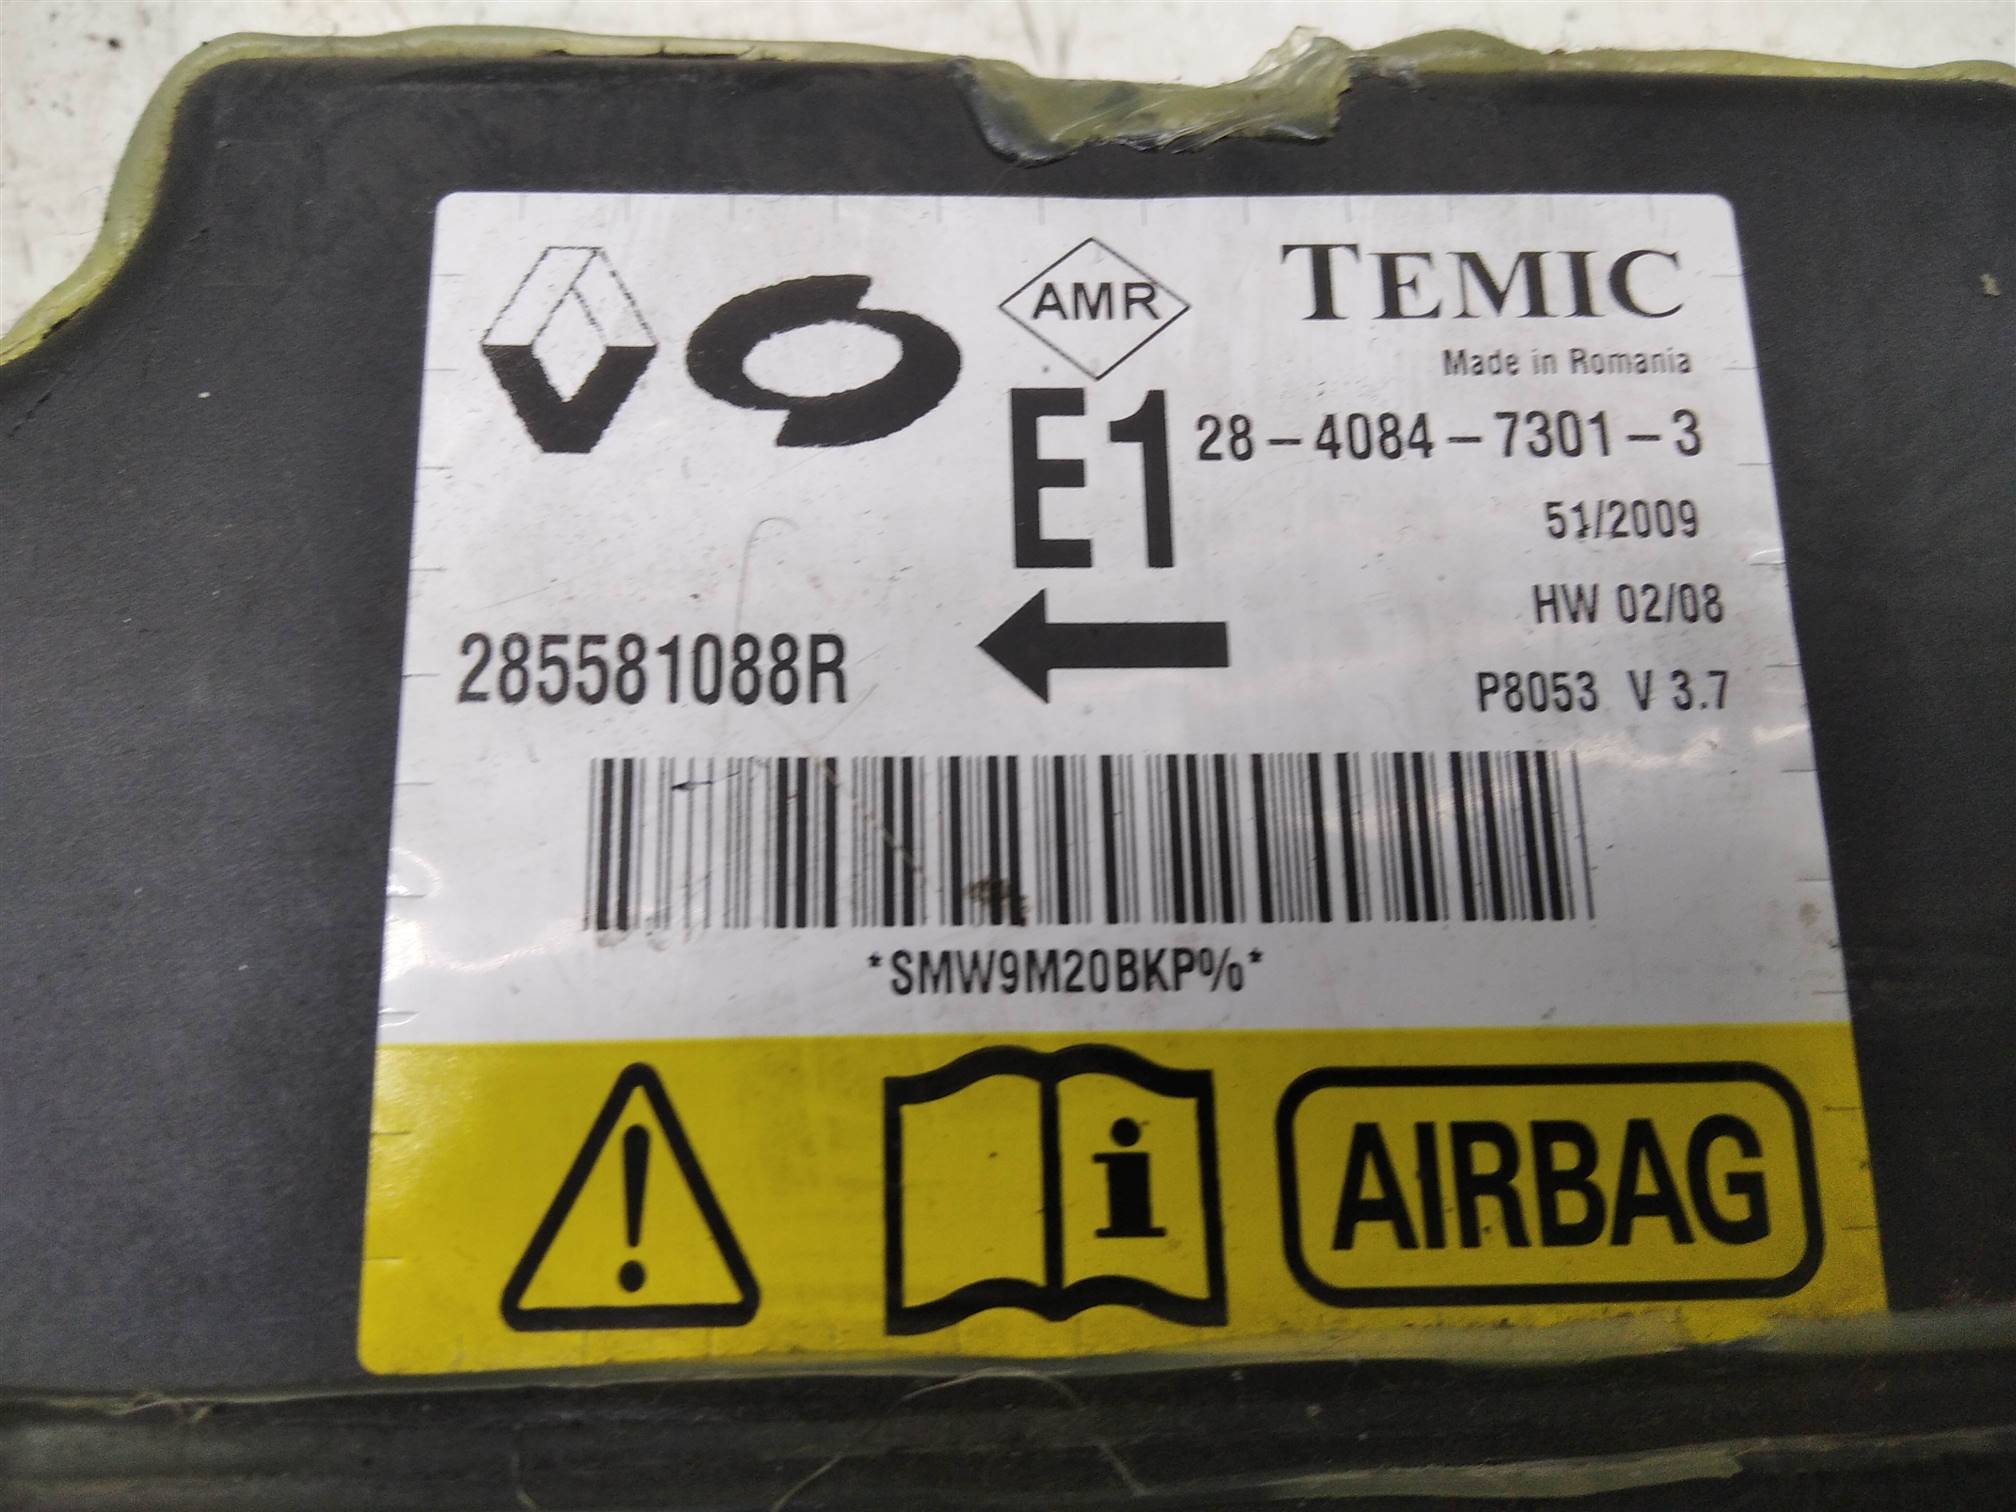 AMR
TEMIC
Made in Romania
E1
28-4084-7301-3
51/2009
HW 02/08
285581088R
P8053 V 3.7
*SMW9M20BKP%*
! i AIRBAG